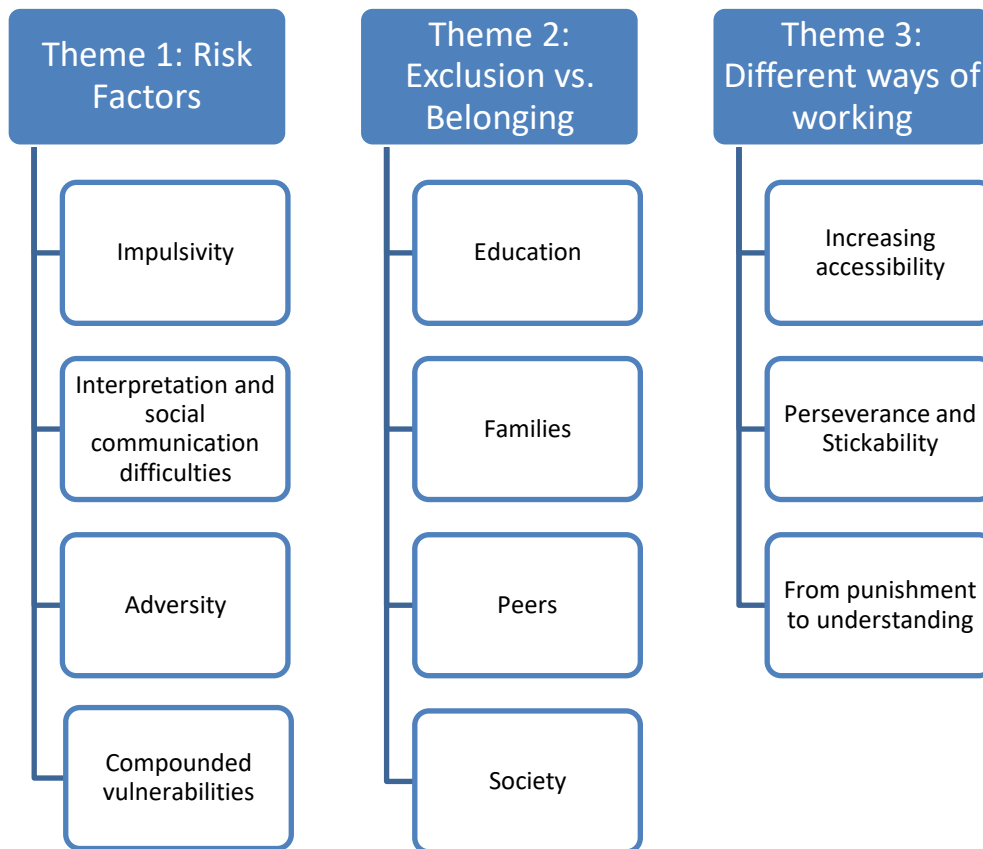 Theme 1: Risk
Factors
Impulsivity
Interpretation and
social
communication
difficulties
Adversity
Compounded
vulnerabilities
Theme 2:
Exclusion vs.
Belonging
Education
Families
Peers
Society
Theme 3:
Different ways of
working
Increasing
accessibility
Perseverance and
Stickability
From punishment
to understanding